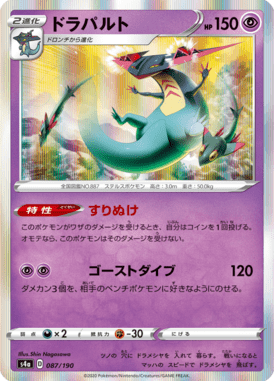 2進化
ドラパルト
HP150
ドロンチから進化
全国図鑑NO.887 ステルスポケモン 高さ:3.0m 重さ:50.0kg
特性 すりぬけ
このポケモンがワザのダメージを受けるとき、自分はコインを1回投げる。
オモテなら、このポケモンはそのダメージを受けない。
ゴーストダイブ 120
ダメカン3個を、相手のベンチポケモンに好きなようにのせる。
弱点 ×2 抵抗力 -30 にげる
Illus. Shin Nagasawa
s4a D 087/190
©2020 Pokémon/Nintendo/Creatures/GAME FREAK.
ツノの穴に ドラメシヤを 入れて 暮らす。戦いになると
マッハの スピードで ドラメシヤを 飛ばす。